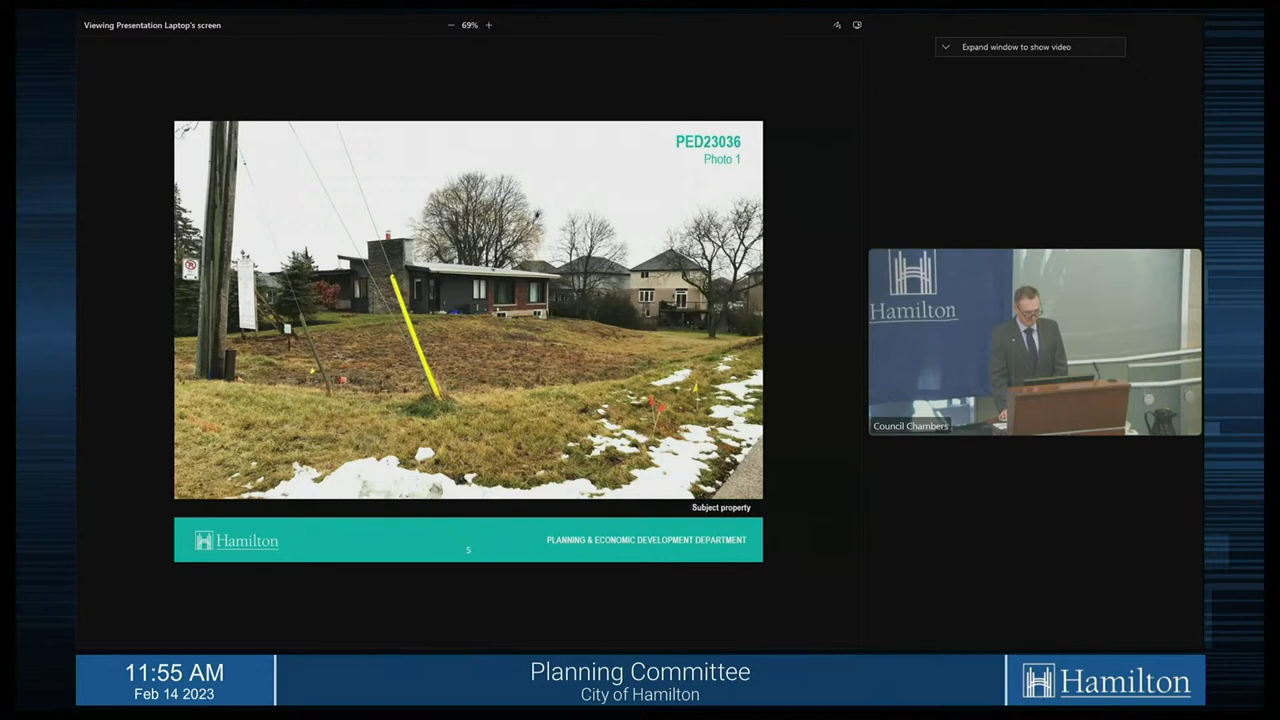 Viewing Presentation Laptop's screen
69%
Expand window to show video
PED23036
Photo 1
Subject property
Hamilton
5
PLANNING & ECONOMIC DEVELOPMENT DEPARTMENT
Hamilton
Council Chambers
11:55 AM
Feb 14 2023
Planning Committee
City of Hamilton
Hamilton